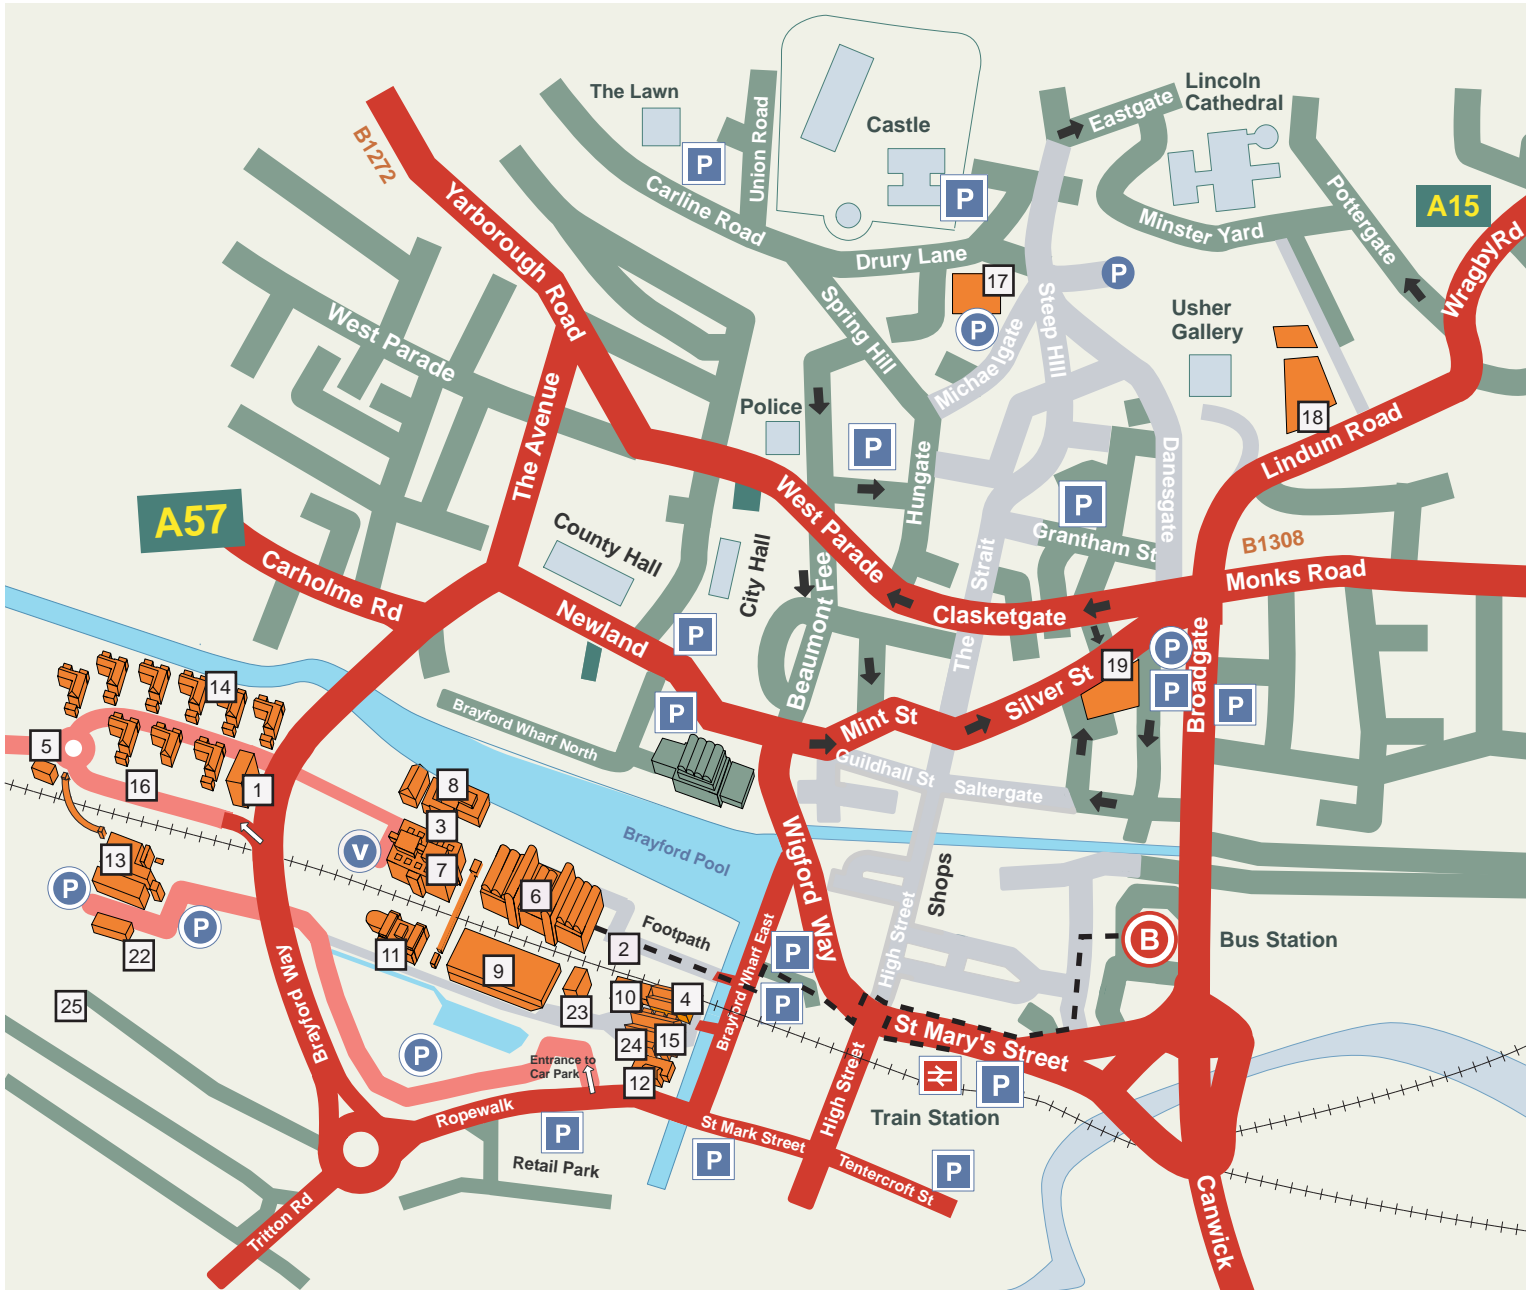 The Lawn
Union Road
Castle
Lincoln
Cathedral
Eastgate
B1272
P
Carline Road
P
Pottergate
A15
Yarborough Road
Minster Yard
WragbyRd
Drury Lane
17
P
Spring Hill
Steep HIll
P
Usher
Gallery
West Parade
Michaelgate
The Avenue
Police
18
P
Lindum Road
Hungate
Danesgate
A57
West Parade
P
Grantham St
County Hall
City Hall
The Strait
B1308
Carholme Rd
Beaumont Fee
Clasketgate
Monks Road
Newland
P
P
Broadgate
19
14
Silver St
P
P
P
Brayford Wharf North
Mint St
5
Guildhall St
Saltergate
16
1
8
3
Brayford Pool
Wigford Way
V
7
13
6
Shops
P
P
Footpath
High Street
B
Bus Station
22
11
2
P
9
25
10
4
Brayford Wharf East
P
23
St Mary's Street
Brayford Way
24
15
P
Entrance to
Car Park
12
High Street
P
Train Station
Ropewalk
P
Retail Park
St Mark Street
P
Tentercroft St
P
Tritton Rd
Canwick